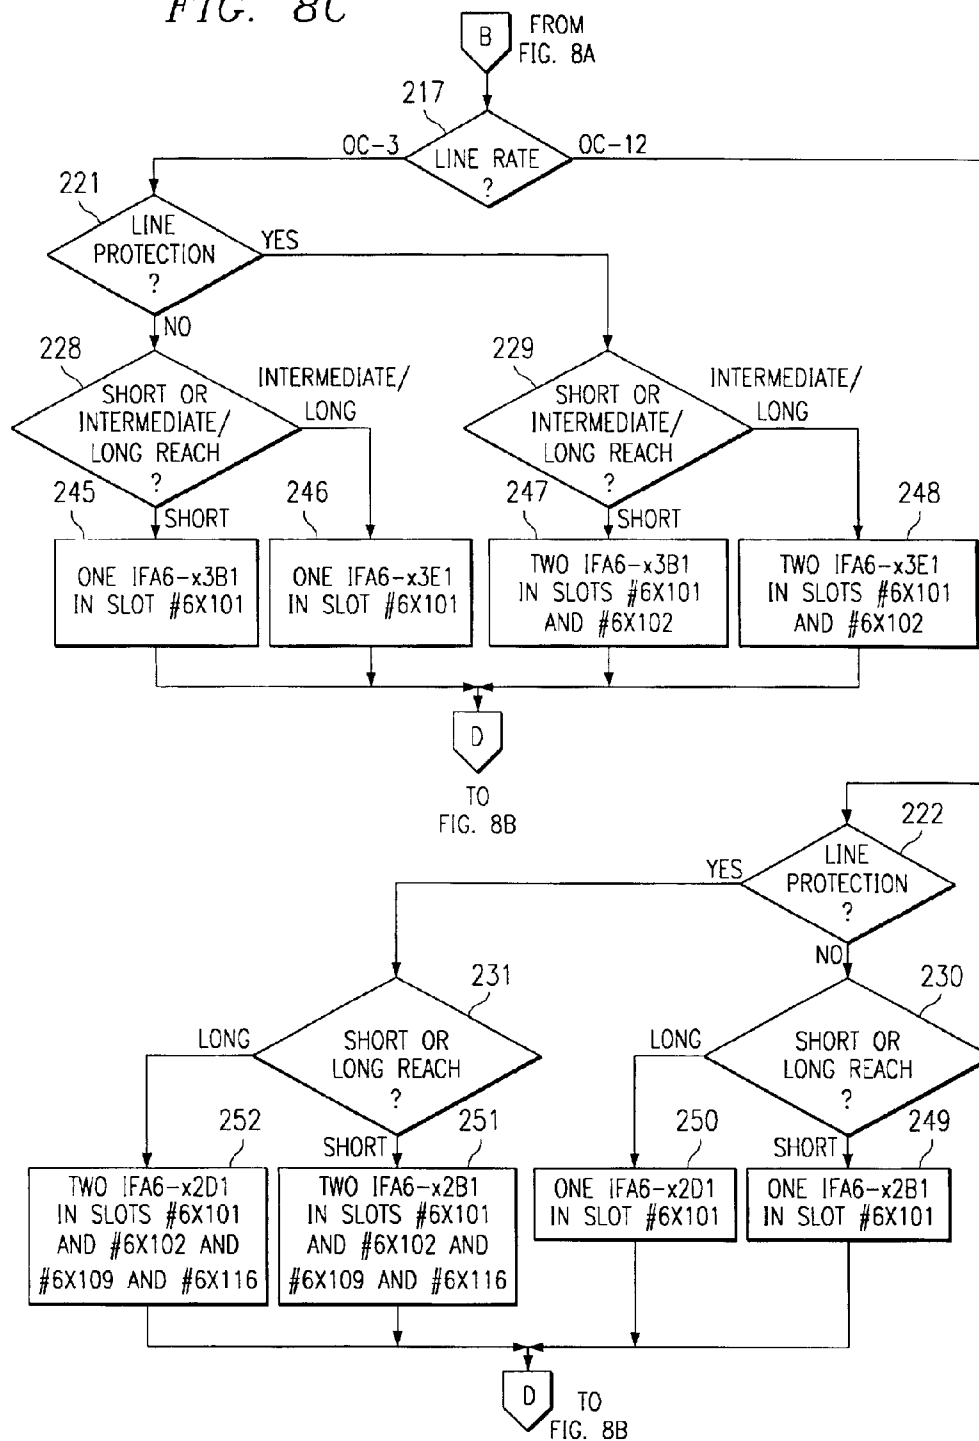 FIG. 8C
B
FROM
FIG. 8A
217
OC-3
LINE RATE
?
OC-12
221
LINE
PROTECTION
?
YES
NO
228
SHORT OR
INTERMEDIATE/
LONG REACH
?
INTERMEDIATE/
LONG
SHORT
229
SHORT OR
INTERMEDIATE/
LONG REACH
?
INTERMEDIATE/
LONG
SHORT
245
ONE IFA6-x3B1
IN SLOT #6X101
246
ONE IFA6-x3E1
IN SLOT #6X101
247
TWO IFA6-x3B1
IN SLOTS #6X101
AND #6X102
248
TWO IFA6-x3E1
IN SLOTS #6X101
AND #6X102
D
TO
FIG. 8B
222
LINE
PROTECTION
?
YES
NO
231
SHORT OR
LONG REACH
?
LONG
SHORT
230
SHORT OR
LONG REACH
?
LONG
SHORT
252
TWO IFA6-x2D1
IN SLOTS #6X101
AND #6X102 AND
#6X109 AND #6X116
251
TWO IFA6-x2B1
IN SLOTS #6X101
AND #6X102 AND
#6X109 AND #6X116
250
ONE IFA6-x2D1
IN SLOT #6X101
249
ONE IFA6-x2B1
IN SLOT #6X101
D
TO
FIG. 8B